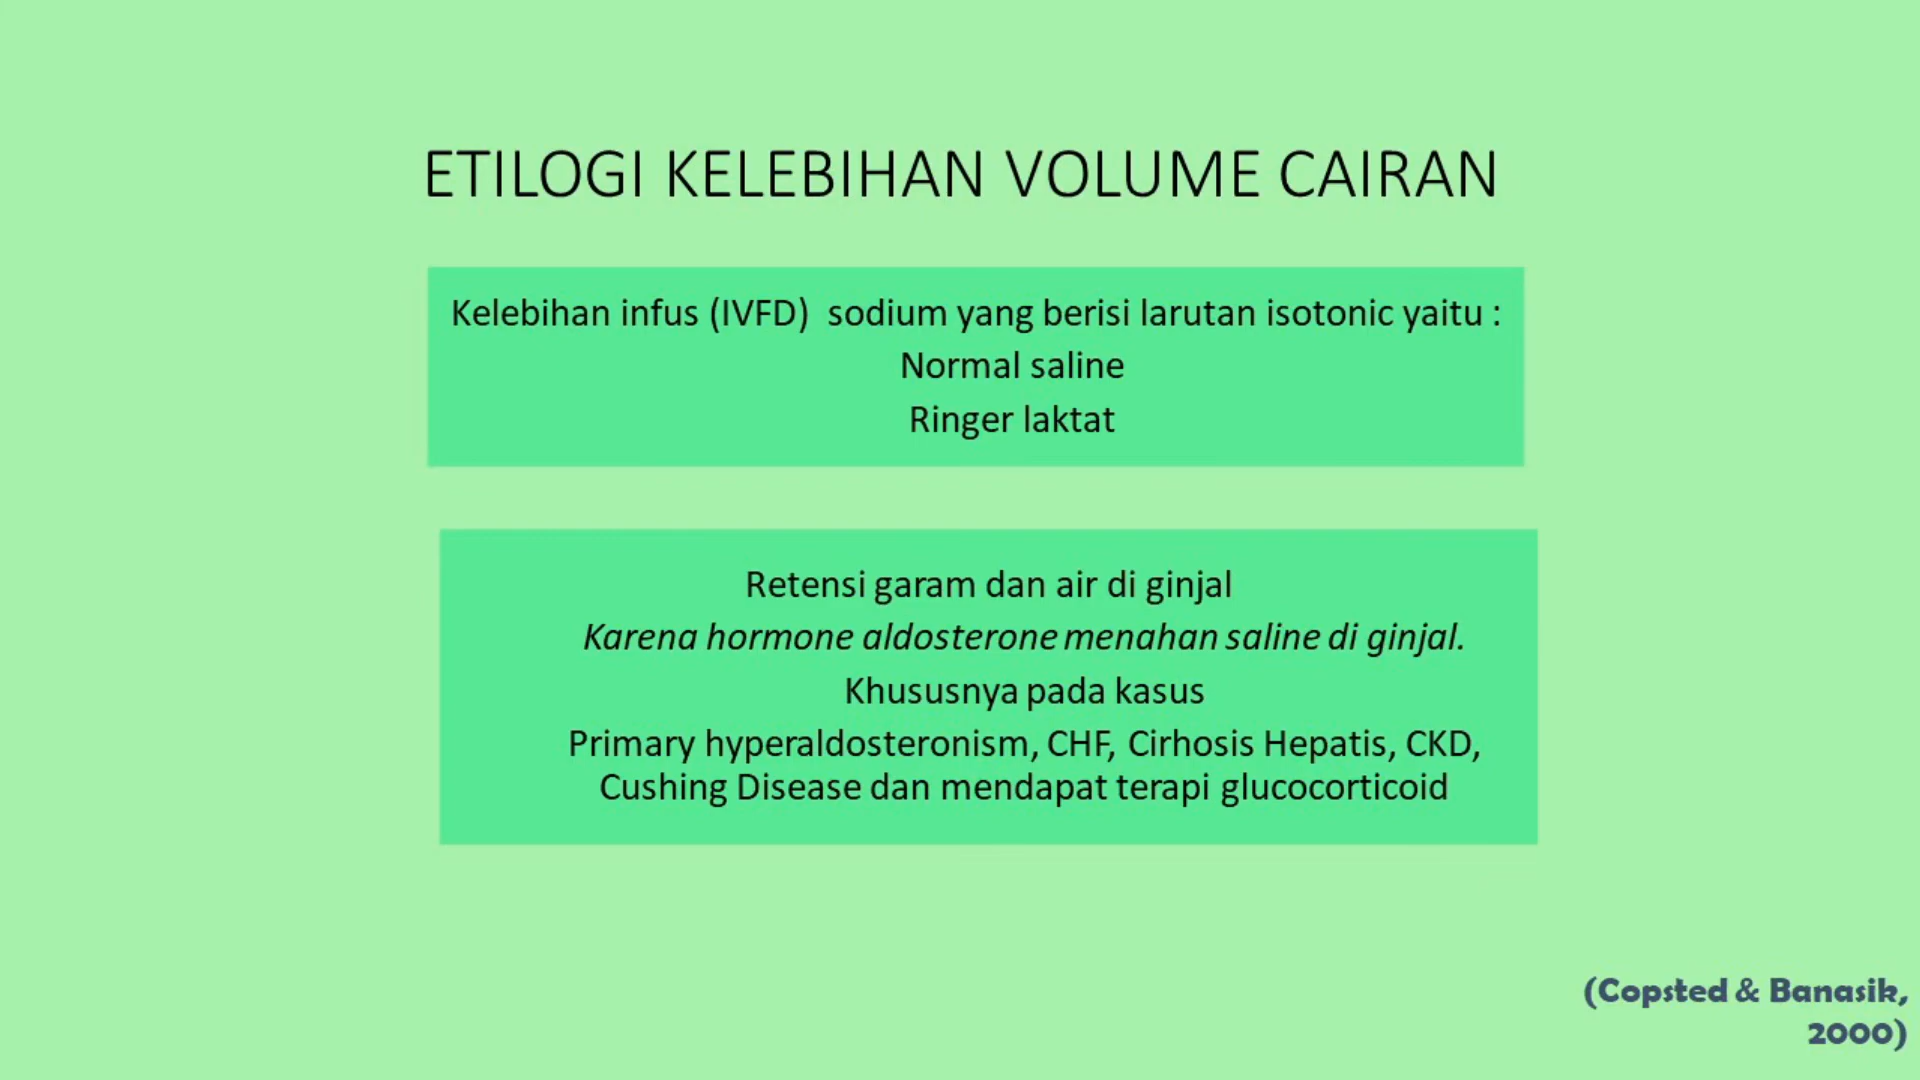 ETILOGI KELEBIHAN VOLUME CAIRAN
Kelebihan infus (IVFD) sodium yang berisi larutan isotonic yaitu :
Normal saline
Ringer laktat
Retensi garam dan air di ginjal
Karena hormone aldosterone menahan saline di ginjal.
Khususnya pada kasus
Primary hyperaldosteronism, CHF, Cirhosis Hepatis, CKD,
Cushing Disease dan mendapat terapi glucocorticoid
(Copsted & Banasik,
2000)